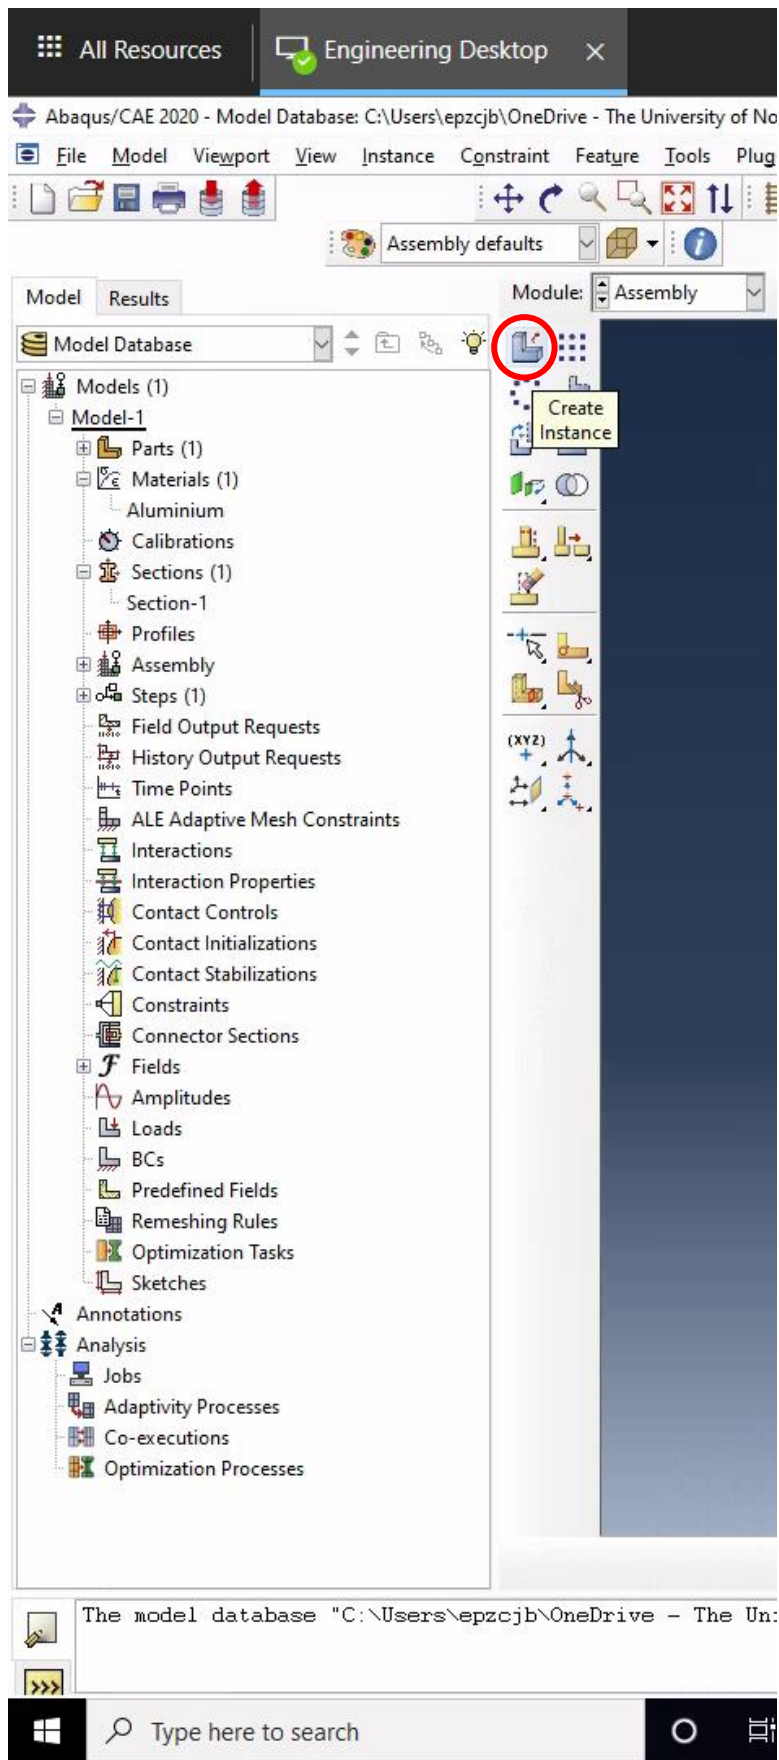 All Resources
Engineering Desktop
Abaqus/CAE 2020 - Model Database: C:\Users\epzcjb\OneDrive - The University of No
File Model Viewport View Instance Constraint Feature Tools Plug
Assembly defaults
Model Results
Module: Assembly
Model Database
Models (1)
Model-1
Create
Instance
Parts (1)
Materials (1)
Aluminium
Calibrations
Sections (1)
Section-1
Profiles
Assembly
Steps (1)
Field Output Requests
History Output Requests
(XYZ)
Time Points
ALE Adaptive Mesh Constraints
Interactions
Interaction Properties
Contact Controls
Contact Initializations
Contact Stabilizations
Constraints
Connector Sections
Fields
Amplitudes
Loads
BCs
Predefined Fields
Remeshing Rules
Optimization Tasks
Sketches
Annotations
Analysis
Jobs
Adaptivity Processes
Co-executions
Optimization Processes
The model database "C:\Users\epzcjb\OneDrive - The Uni
>>>
Type here to search